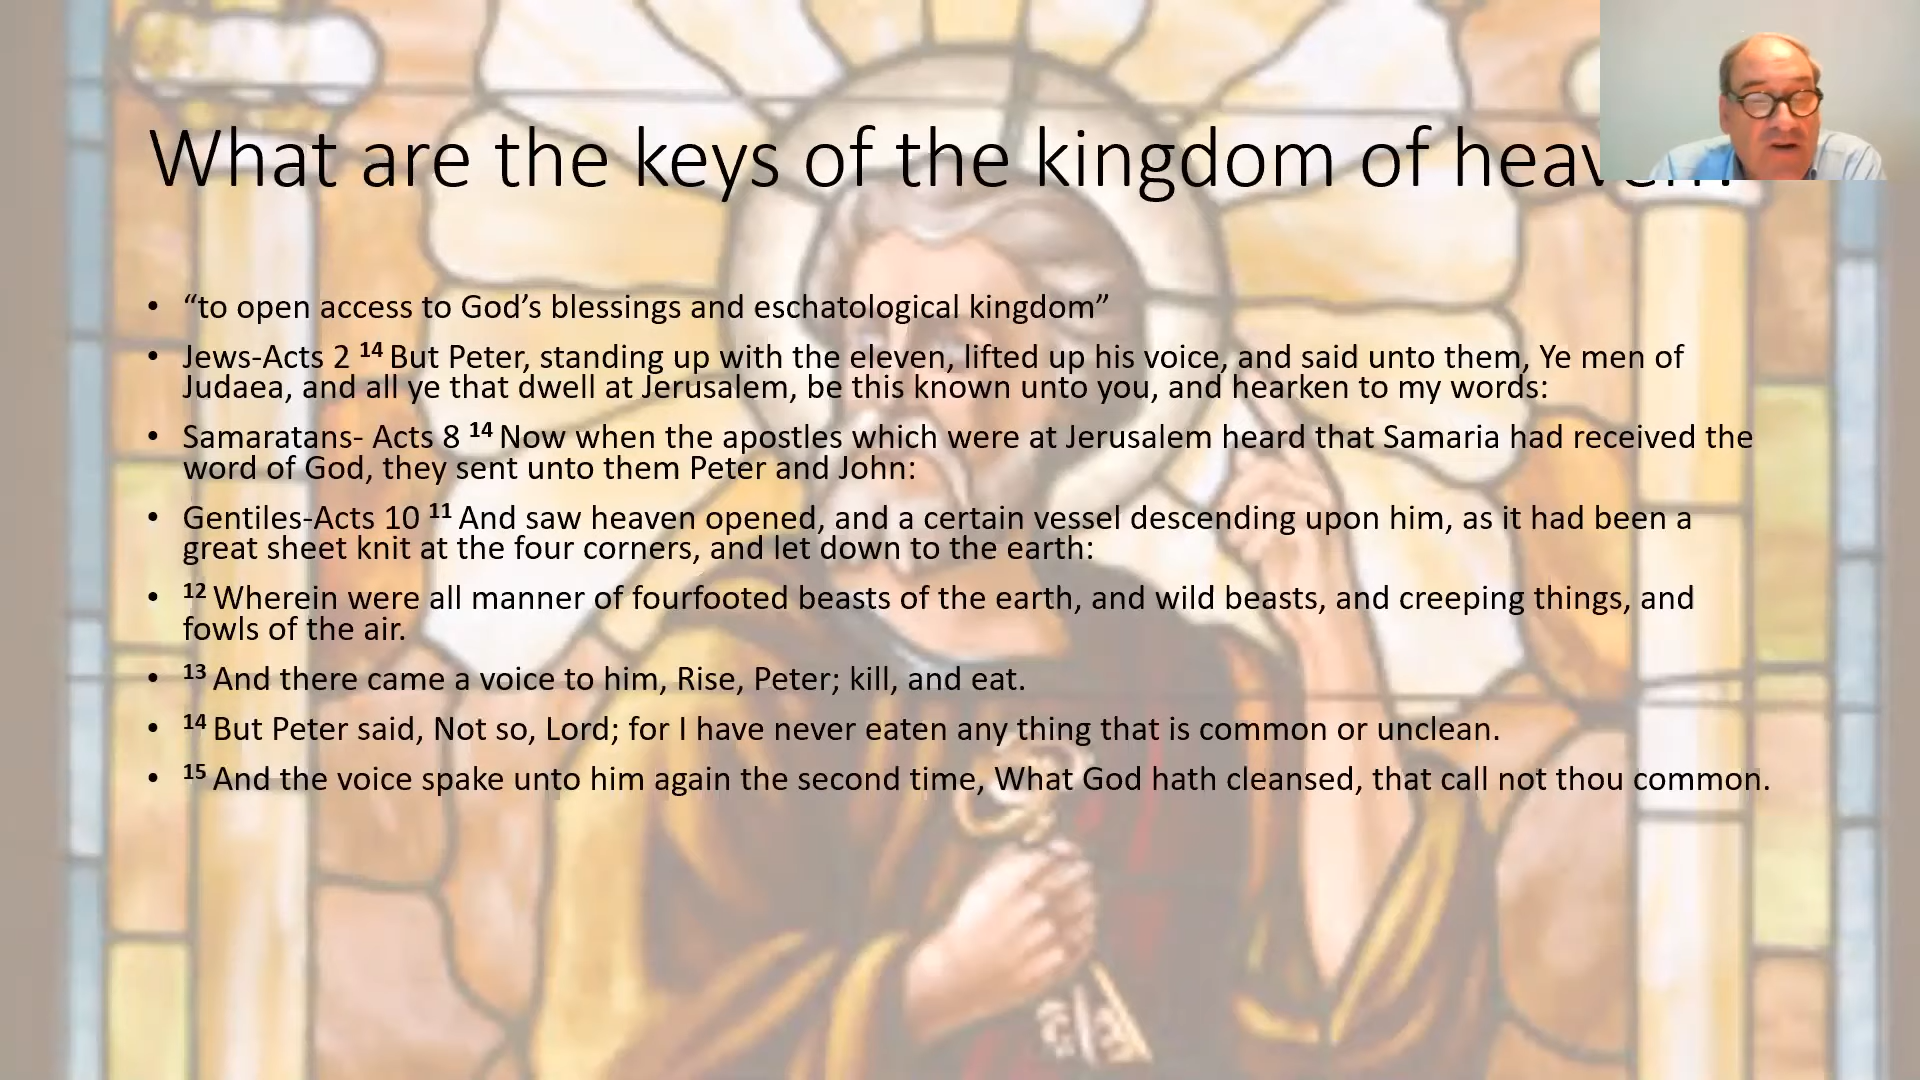 What are the keys of the kingdom of heaven?
• “to open access to God’s blessings and eschatological kingdom”
• Jews-Acts 2 14 But Peter, standing up with the eleven, lifted up his voice, and said unto them, Ye men of
Judaea, and all ye that dwell at Jerusalem, be this known unto you, and hearken to my words:
• Samaratans- Acts 8 14 Now when the apostles which were at Jerusalem heard that Samaria had received the
word of God, they sent unto them Peter and John:
• Gentiles-Acts 10 11 And saw heaven opened, and a certain vessel descending upon him, as it had been a
great sheet knit at the four corners, and let down to the earth:
• 12 Wherein were all manner of fourfooted beasts of the earth, and wild beasts, and creeping things, and
fowls of the air.
• 13 And there came a voice to him, Rise, Peter; kill, and eat.
• 14 But Peter said, Not so, Lord; for I have never eaten any thing that is common or unclean.
• 15 And the voice spake unto him again the second time, What God hath cleansed, that call not thou common.